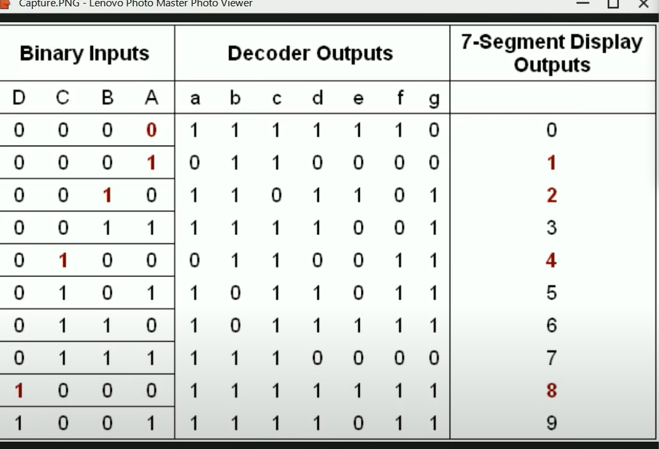 Capture.PNG - Lenovo Photo Master Photo Viewer
Binary Inputs Decoder Outputs 7-Segment Display Outputs
D C B A a b c d e f g
0 0 0 0 1 1 1 1 1 1 0 0
0 0 0 1 0 1 1 0 0 0 0 1
0 0 1 0 1 1 0 1 1 0 1 2
0 0 1 1 1 1 1 1 0 0 1 3
0 1 0 0 0 1 1 0 0 1 1 4
0 1 0 1 1 0 1 1 0 1 1 5
0 1 1 0 1 0 1 1 1 1 1 6
0 1 1 1 1 1 1 0 0 0 0 7
1 0 0 0 1 1 1 1 1 1 1 8
1 0 0 1 1 1 1 1 0 1 1 9